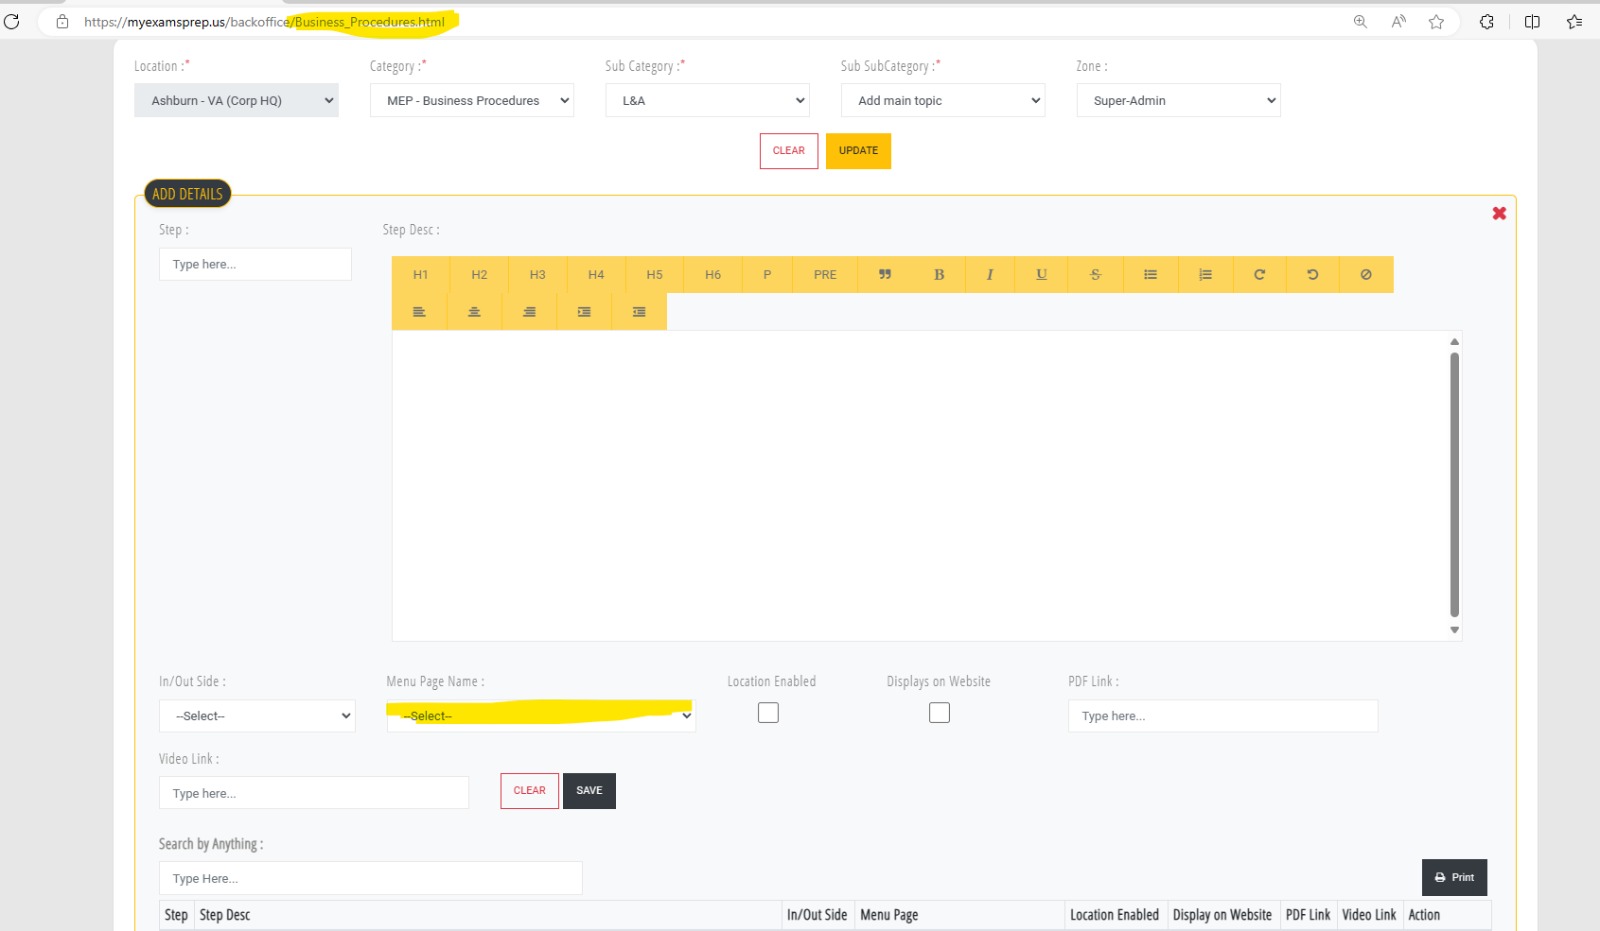 https://myexamsprep.us/backoffice/Business_Procedures.html
Location :* Category :* Sub Category :* Sub SubCategory :* Zone :
Ashburn - VA (Corp HQ) MEP - Business Procedures L&A Add main topic Super-Admin
CLEAR UPDATE
ADD DETAILS
Step : Step Desc :
Type here...
H1 H2 H3 H4 H5 H6 P PRE B I U S
In/Out Side : Menu Page Name : Location Enabled Displays on Website PDF Link :
--Select-- --Select-- Type here...
Video Link :
Type here... CLEAR SAVE
Search by Anything :
Type Here... Print
Step Step Desc In/Out Side Menu Page Location Enabled Display on Website PDF Link Video Link Action